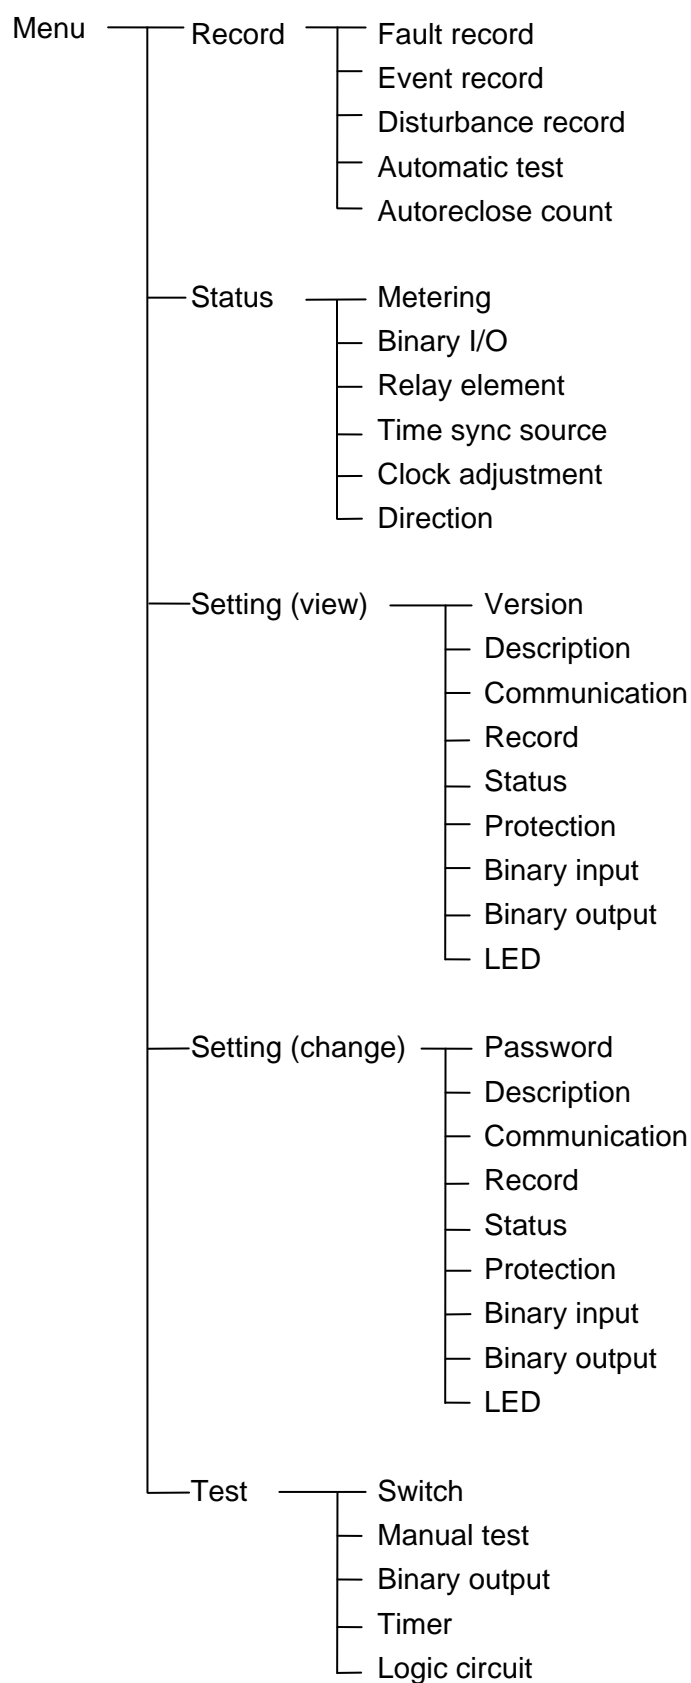 Menu
Record
Fault record
Event record
Disturbance record
Automatic test
Autoreclose count
Status
Metering
Binary I/O
Relay element
Time sync source
Clock adjustment
Direction
Setting (view)
Version
Description
Communication
Record
Status
Protection
Binary input
Binary output
LED
Setting (change)
Password
Description
Communication
Record
Status
Protection
Binary input
Binary output
LED
Test
Switch
Manual test
Binary output
Timer
Logic circuit